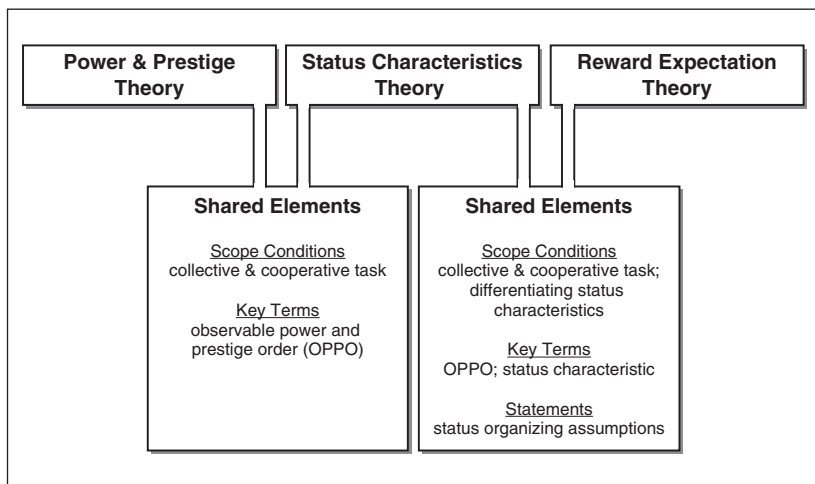 Power & Prestige
Theory
Status Characteristics
Theory
Reward Expectation
Theory
Shared Elements
Scope Conditions
collective & cooperative task
Key Terms
observable power and
prestige order (OPPO)
Shared Elements
Scope Conditions
collective & cooperative task;
differentiating status
characteristics
Key Terms
OPPO; status characteristic
Statements
status organizing assumptions